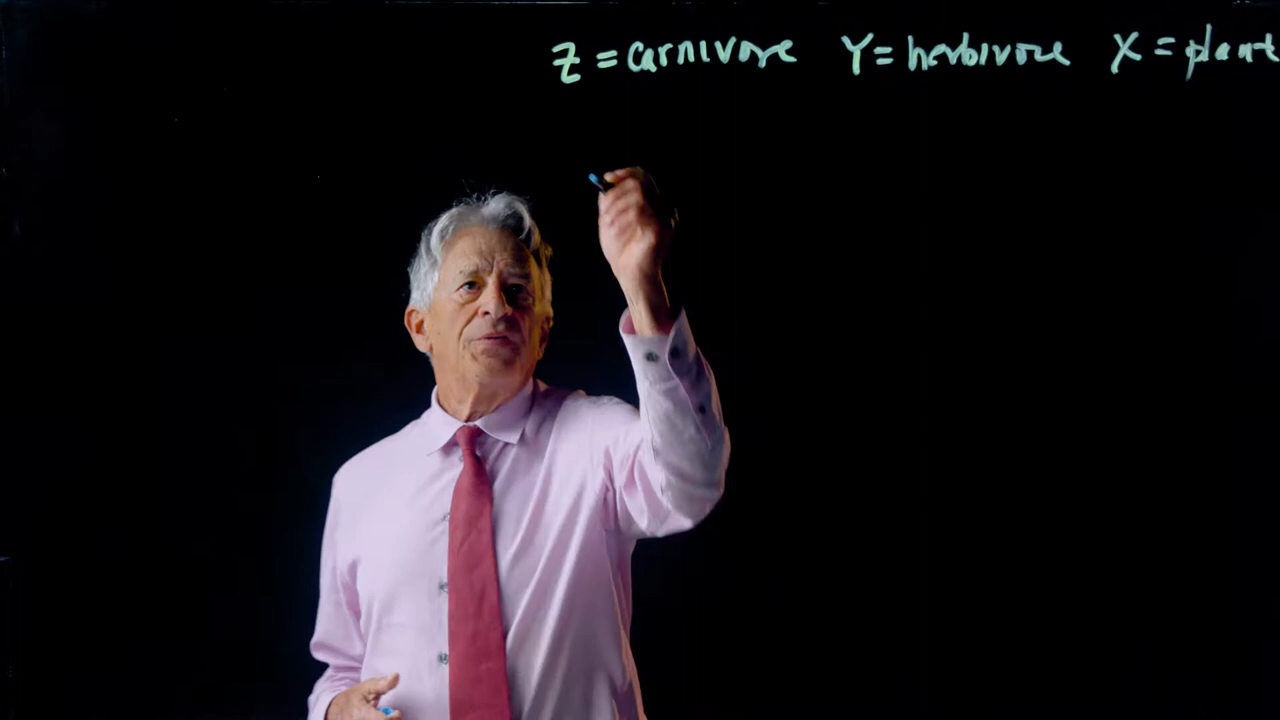 Z = carnivore Y = herbivore X = plant